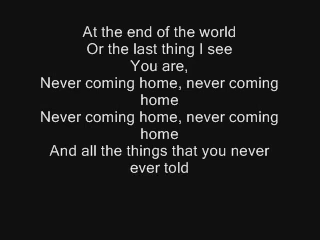 At the end of the world
Or the last thing I see
You are,
Never coming home, never coming
home
Never coming home, never coming
home
And all the things that you never
ever told